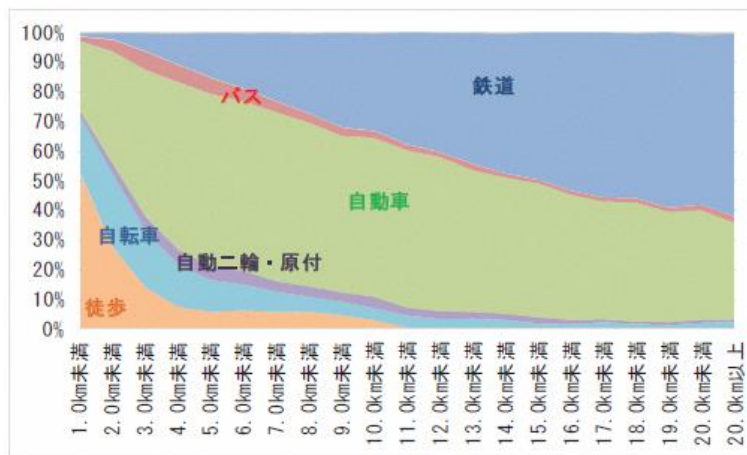 100%
90%
80%
70%
60%
50%
40%
30%
20%
10%
0%
鉄道
バス
自動車
自転車
自動二輪・原付
徒歩
1.0km未満
2.0km未満
3.0km未満
4.0km未満
5.0km未満
6.0km未満
7.0km未満
8.0km未満
9.0km未満
10.0km未満
11.0km未満
12.0km未満
13.0km未満
14.0km未満
15.0km未満
16.0km未満
17.0km未満
18.0km未満
19.0km未満
20.0km未満
20.0km以上